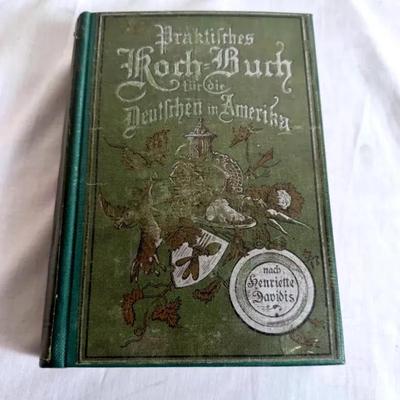 Praktisches
Koch-Buch
für die
Deutschen in Amerika
nach
Henriette
Davidis